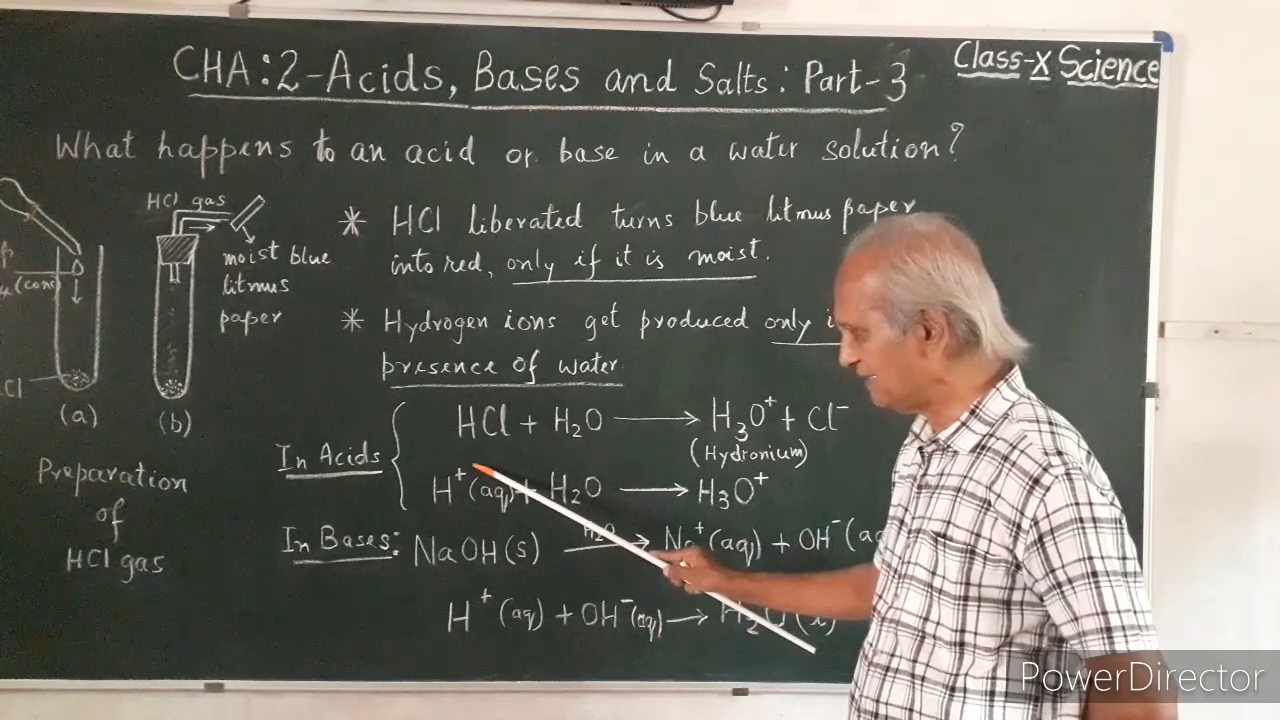 CHA:2-Acids, Bases and Salts: Part-3
Class-X Science
What happens to an acid or base in a water solution?
HCl gas
moist blue
litmus
paper
(conc)
(a)
(b)
Preparation
of
HCl gas
* HCl liberated turns blue litmus paper
into red, only if it is moist.
* Hydrogen ions get produced only
presence of water
In Acids
HCl + H₂O → H₃O⁺ + Cl⁻
(Hydronium)
H⁺(aq) + H₂O → H₃O⁺
In Bases: NaOH(s) H₂O → Na⁺(aq) + OH⁻(aq
H⁺(aq) + OH⁻(aq) → H₂O(l)
PowerDirector